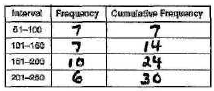 Interval Frequency Cumulative Frequency
51–100 7 7
101–150 7 14
151–200 10 24
201–250 6 30